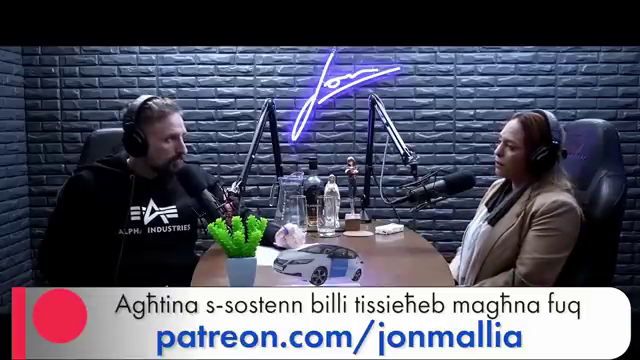 Jon
ALPHA INDUSTRIES
Agħtina s-sostenn billi tissieħeb magħna fuq
patreon.com/jonmallia